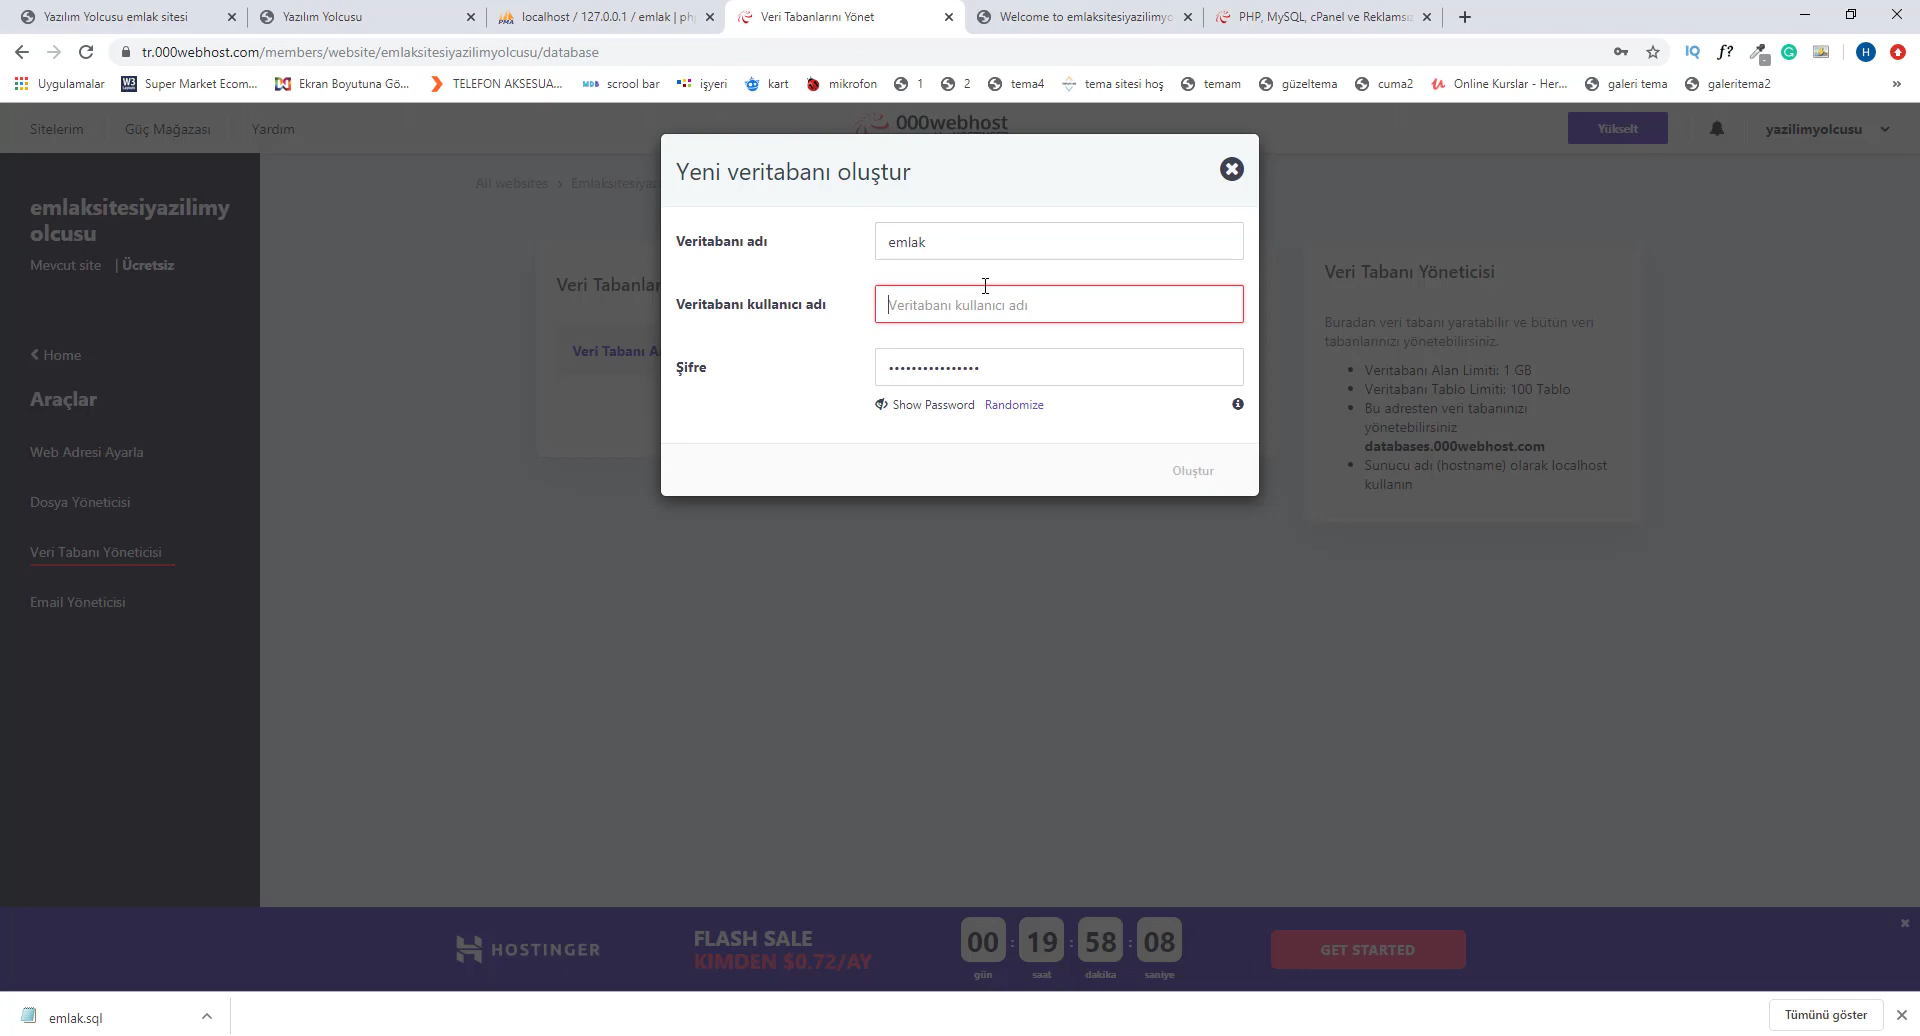 Yazılım Yolcusu emlak sitesi
Yazılım Yolcusu
localhost / 127.0.0.1 / emlak | ph
Veri Tabanlarını Yönet
Welcome to emlaksitesiyazilimyo
PHP, MySQL, cPanel ve Reklamsı
tr.000webhost.com/members/website/emlaksitesiyazilimyolcusu/database
IQ
f?
H
Uygulamalar
Super Market Ecom...
Ekran Boyutuna Gö...
TELEFON AKSESUA...
scrool bar
işyeri
kart
mikrofon
1
2
tema4
tema sitesi hoş
temam
güzeltema
cuma2
Online Kurslar - Her...
galeri tema
galeritema2
»
Sitelerim
Güç Mağazası
Yardım
000webhost
Yükselt
yazilimyolcusu
emlaksitesiyazilimy
olcusu
Mevcut site | Ücretsiz
Home
Araçlar
Web Adresi Ayarla
Dosya Yöneticisi
Veri Tabanı Yöneticisi
Email Yöneticisi
All websites › Emlaksitesiyaz
Veri Tabanlar
Veri Tabanı A
Yeni veritabanı oluştur
Veritabanı adı
emlak
Veritabanı kullanıcı adı
Veritabanı kullanıcı adı
Şifre
••••••••••••••••
Show Password Randomize
Oluştur
Veri Tabanı Yöneticisi
Buradan veri tabanı yaratabilir ve bütün veri
tabanlarınızı yönetebilirsiniz.
• Veritabanı Alan Limiti: 1 GB
• Veritabanı Tablo Limiti: 100 Tablo
• Bu adresten veri tabanınızı
yönetebilirsiniz
databases.000webhost.com
• Sunucu adı (hostname) olarak localhost
kullanın
HOSTINGER
FLASH SALE
KIMDEN $0.72/AY
00 : 19 : 58 : 08
gün saat dakika saniye
GET STARTED
emlak.sql
Tümünü göster